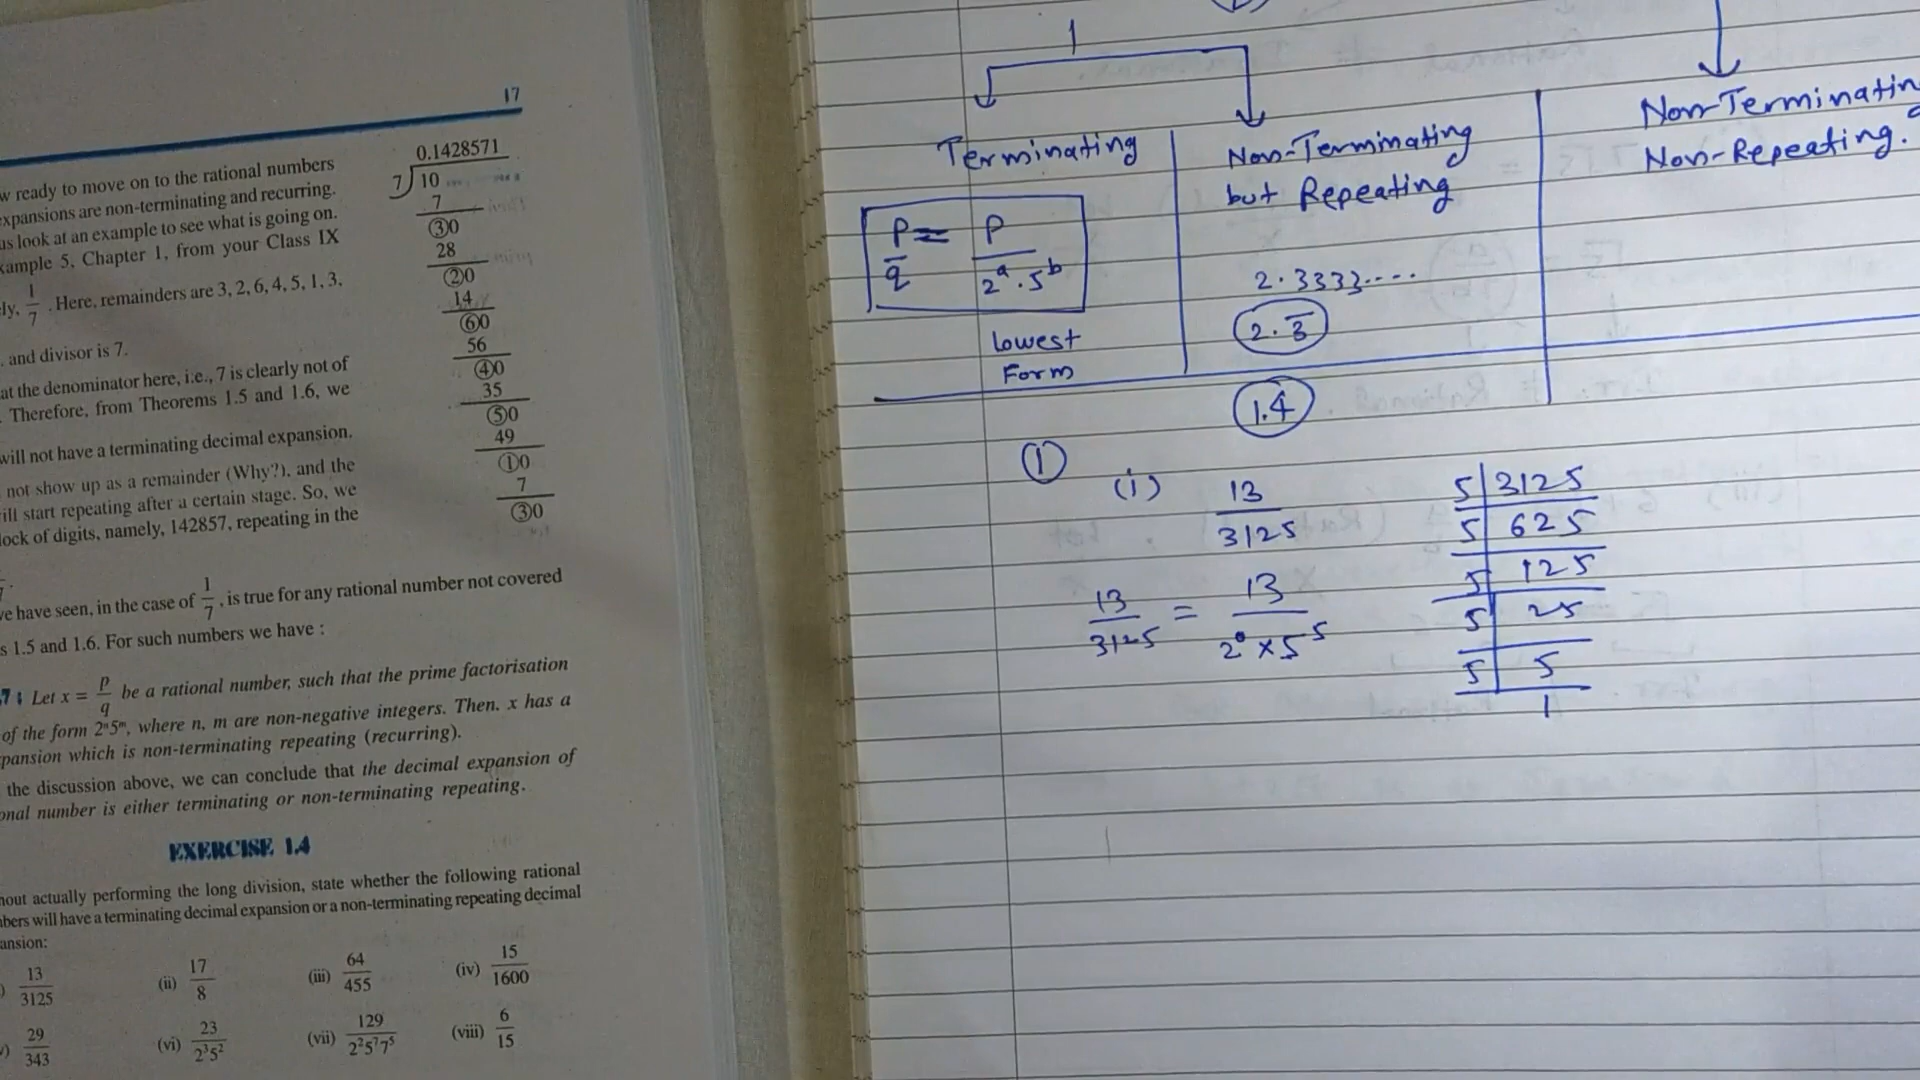 17
w ready to move on to the rational numbers
xpansions are non-terminating and recurring.
us look at an example to see what is going on.
xample 5, Chapter 1, from your Class IX
ly, 1/7 . Here, remainders are 3, 2, 6, 4, 5, 1, 3,
. and divisor is 7.
at the denominator here, i.e., 7 is clearly not of
. Therefore, from Theorems 1.5 and 1.6, we
will not have a terminating decimal expansion.
not show up as a remainder (Why?), and the
ill start repeating after a certain stage. So, we
lock of digits, namely, 142857, repeating in the
0.1428571
7 10
7
30
28
20
14
60
56
40
35
50
49
10
7
30
ve have seen, in the case of 1/7 , is true for any rational number not covered
s 1.5 and 1.6. For such numbers we have :
7 : Let x = p/q be a rational number, such that the prime factorisation
of the form 2ⁿ5ᵐ, where n, m are non-negative integers. Then, x has a
pansion which is non-terminating repeating (recurring).
the discussion above, we can conclude that the decimal expansion of
onal number is either terminating or non-terminating repeating.
EXERCISE 1.4
hout actually performing the long division, state whether the following rational
bers will have a terminating decimal expansion or a non-terminating repeating decimal
ansion:
) 13/3125 (ii) 17/8 (iii) 64/455 (iv) 15/1600
) 29/343 (vi) 23/2³5² (vii) 129/2²5⁷7⁵ (viii) 6/15
Terminating
p/q = p/2ᵃ.5ᵇ
Lowest
Form
Non-Terminating
but Repeating
2.3333....
2.3̅
Non-Terminatin
Non-Repeating.
1.4
① (i) 13/3125
13/3125 = 13/2⁰×5⁵
5 3125
5 625
5 125
5 25
5 5
1